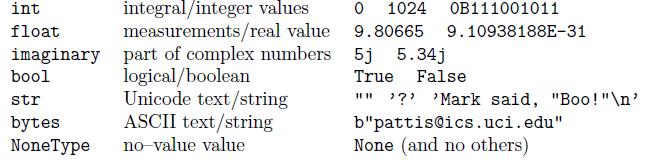 int integral/integer values 0 1024 0B111001011
float measurements/real value 9.80665 9.10938188E-31
imaginary part of complex numbers 5j 5.34j
bool logical/boolean True False
str Unicode text/string "" ’?’ ’Mark said, "Boo!"\n’
bytes ASCII text/string b"pattis@ics.uci.edu"
NoneType no–value value None (and no others)